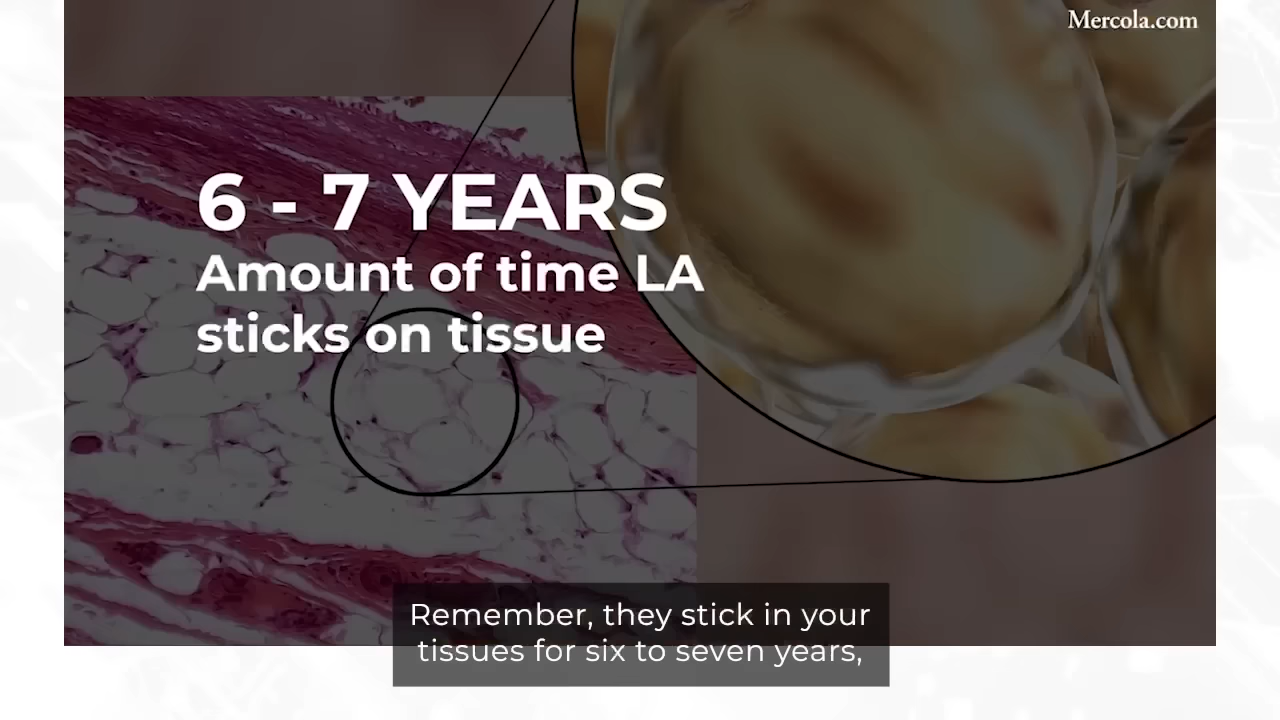 Mercola.com
6 - 7 YEARS
Amount of time LA
sticks on tissue
Remember, they stick in your
tissues for six to seven years,